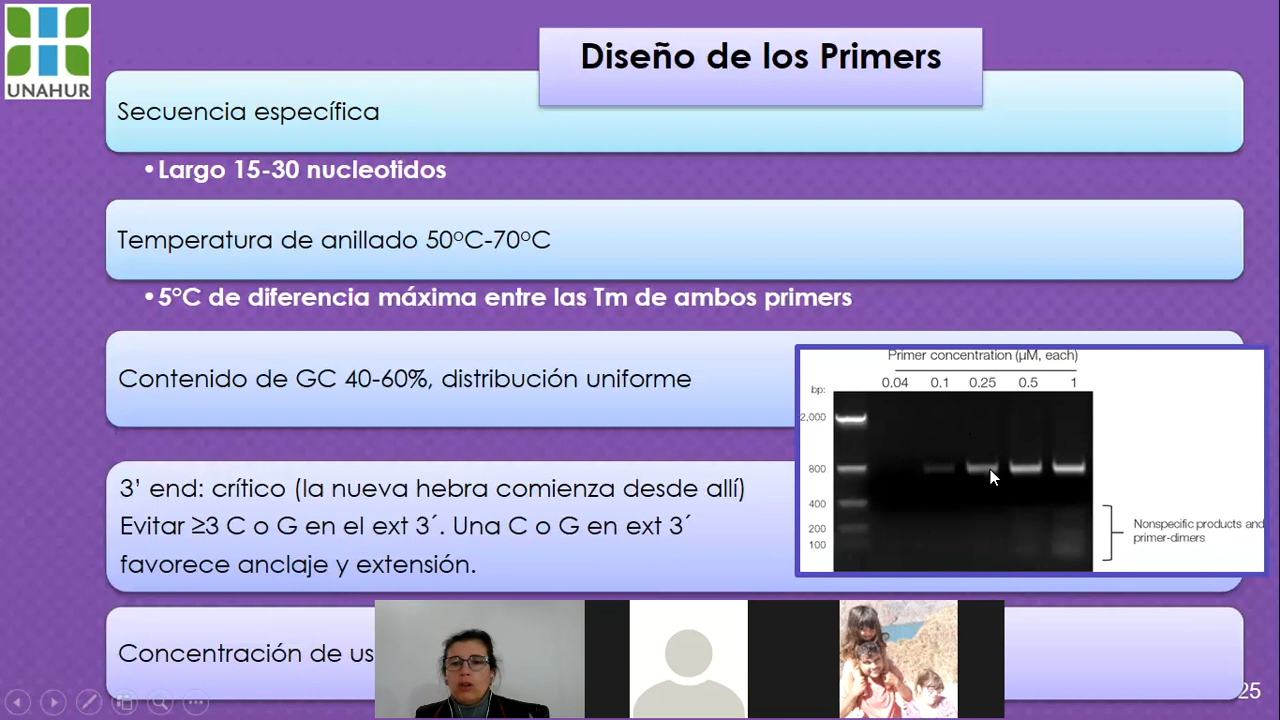 UNAHUR
Diseño de los Primers
Secuencia específica
•Largo 15-30 nucleotidos
Temperatura de anillado 50ºC-70ºC
•5°C de diferencia máxima entre las Tm de ambos primers
Contenido de GC 40-60%, distribución uniforme
3’ end: crítico (la nueva hebra comienza desde allí)
Evitar ≥3 C o G en el ext 3´. Una C o G en ext 3´
favorece anclaje y extensión.
Primer concentration (µM, each)
0.04 0.1 0.25 0.5 1
bp:
2,000
800
400
200
100
Nonspecific products and
primer-dimers
Concentración de
25